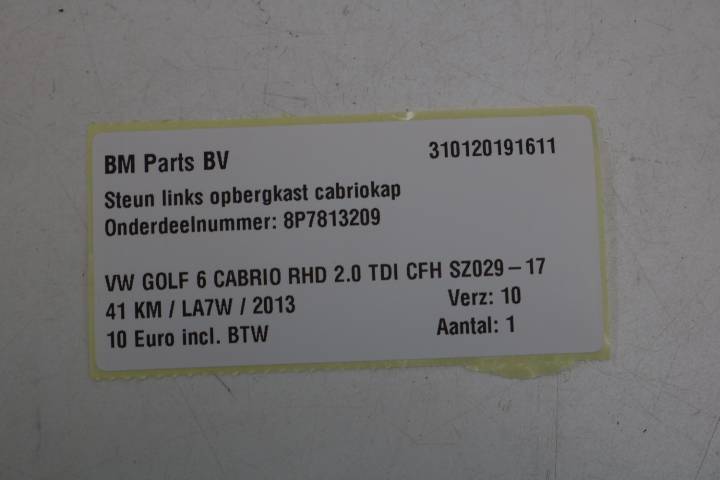 BM Parts BV 310120191611
Steun links opbergkast cabriokap
Onderdeelnummer: 8P7813209
VW GOLF 6 CABRIO RHD 2.0 TDI CFH SZ029-17
41 KM / LA7W / 2013 Verz: 10
10 Euro incl. BTW Aantal: 1